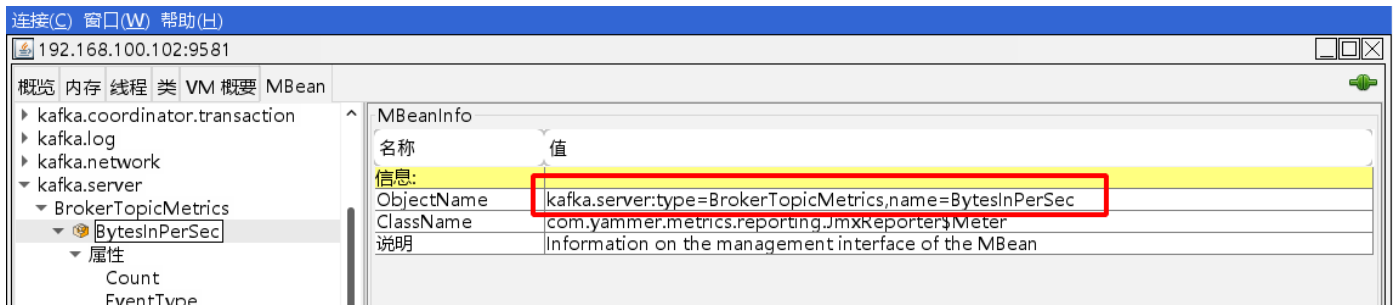 连接(C) 窗口(W) 帮助(H)
192.168.100.102:9581
概览 内存 线程 类 VM 概要 MBean
kafka.coordinator.transaction
kafka.log
kafka.network
kafka.server
BrokerTopicMetrics
BytesInPerSec
属性
Count
EventType
MBeanInfo
名称 值
信息:
ObjectName kafka.server:type=BrokerTopicMetrics,name=BytesInPerSec
ClassName com.yammer.metrics.reporting.JmxReporter$Meter
说明 Information on the management interface of the MBean